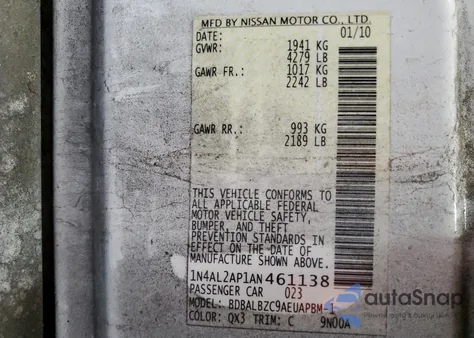 MFD BY NISSAN MOTOR CO., LTD.
DATE: 01/10
GVWR: 1941 KG
4279 LB
GAWR FR.: 1017 KG
2242 LB
GAWR RR.: 993 KG
2189 LB
THIS VEHICLE CONFORMS TO
ALL APPLICABLE FEDERAL
MOTOR VEHICLE SAFETY,
BUMPER, AND THEFT
PREVENTION STANDARDS IN
EFFECT ON THE DATE OF
MANUFACTURE SHOWN ABOVE.
1N4AL2AP1AN461138
PASSENGER CAR 023
MODEL: BDBALBZC9AEUAPBM-1
COLOR: QX3 TRIM: C 9N00A
autoSnap